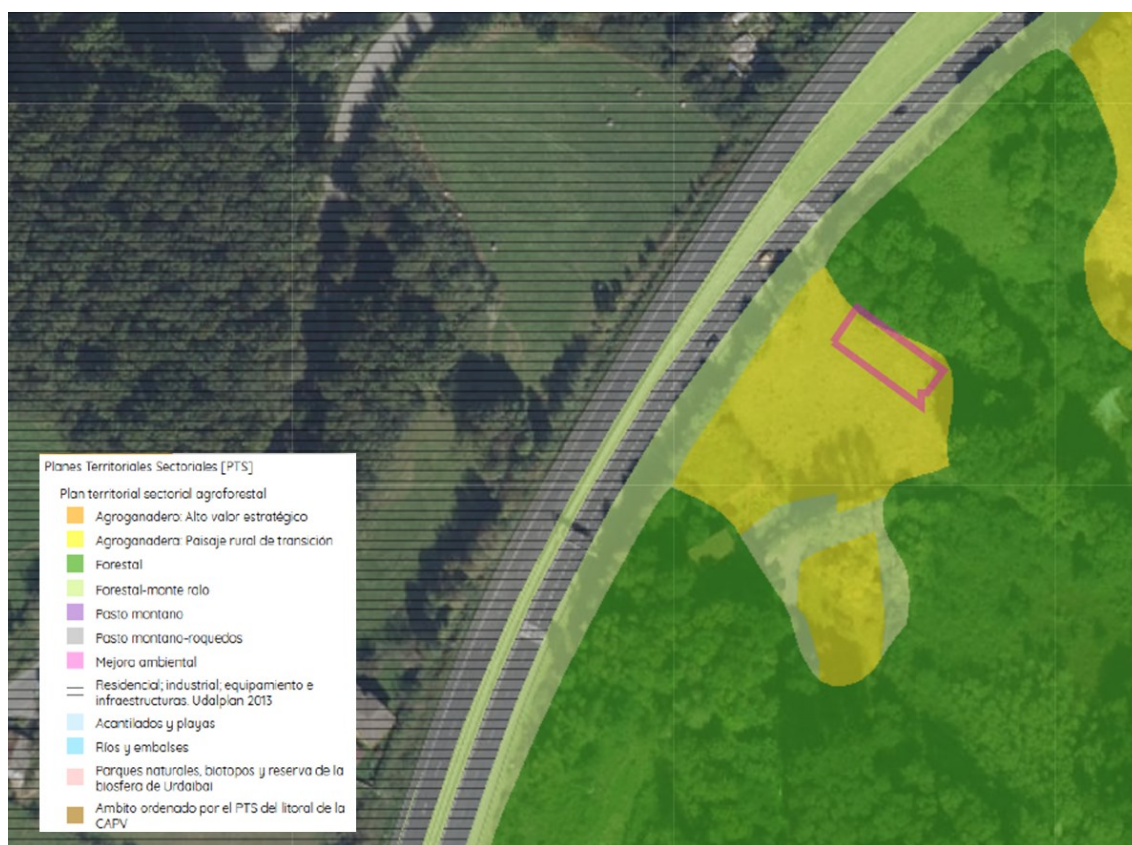 Planes Territoriales Sectoriales [PTS]
Plan territorial sectorial agroforestal
Agroganadero: Alto valor estratégico
Agroganadera: Paisaje rural de transición
Forestal
Forestal-monte ralo
Pasto montano
Pasto montano-roquedos
Mejora ambiental
Residencial; industrial; equipamiento e
infraestructuras. Udalplan 2013
Acantilados y playas
Ríos y embalses
Parques naturales, biotopos y reserva de la
biosfera de Urdaibai
Ambito ordenado por el PTS del litoral de la
CAPV